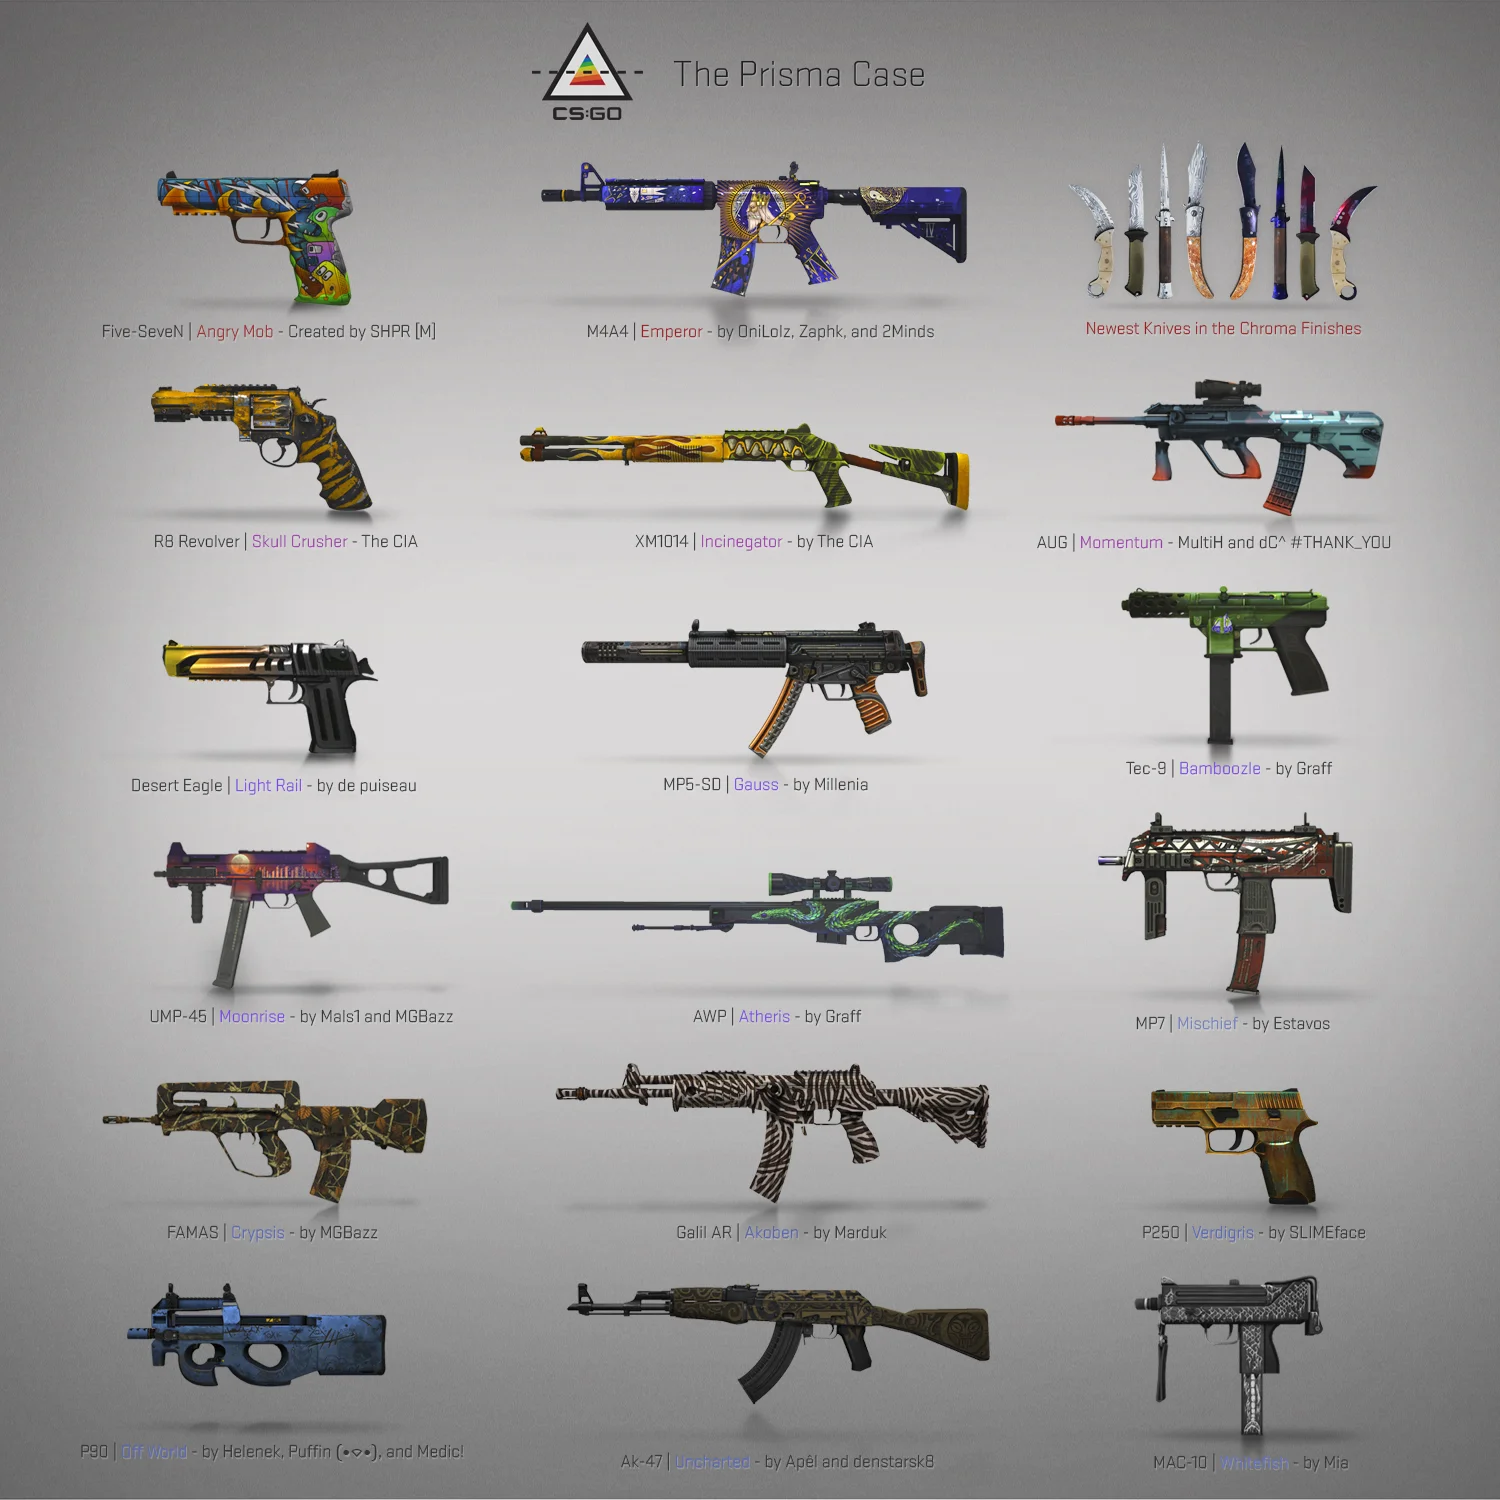 CS:GO
The Prisma Case
Five-SeveN | Angry Mob - Created by SHPR [M]
M4A4 | Emperor - by OniLolz, Zaphk, and 2Minds
Newest Knives in the Chroma Finishes
R8 Revolver | Skull Crusher - The CIA
XM1014 | Incinegator - by The CIA
AUG | Momentum - MultiH and dC^ #THANK_YOU
Desert Eagle | Light Rail - by de puiseau
MP5-SD | Gauss - by Millenia
Tec-9 | Bamboozle - by Graff
UMP-45 | Moonrise - by Mals1 and MGBazz
AWP | Atheris - by Graff
MP7 | Mischief - by Estavos
FAMAS | Crypsis - by MGBazz
Galil AR | Akoben - by Marduk
P250 | Verdigris - by SLIMEface
P90 | Off World - by Helenek, Puffin (•⌔•), and Medic!
Ak-47 | Uncharted - by Apêl and denstarsk8
MAC-10 | Whitefish - by Mia